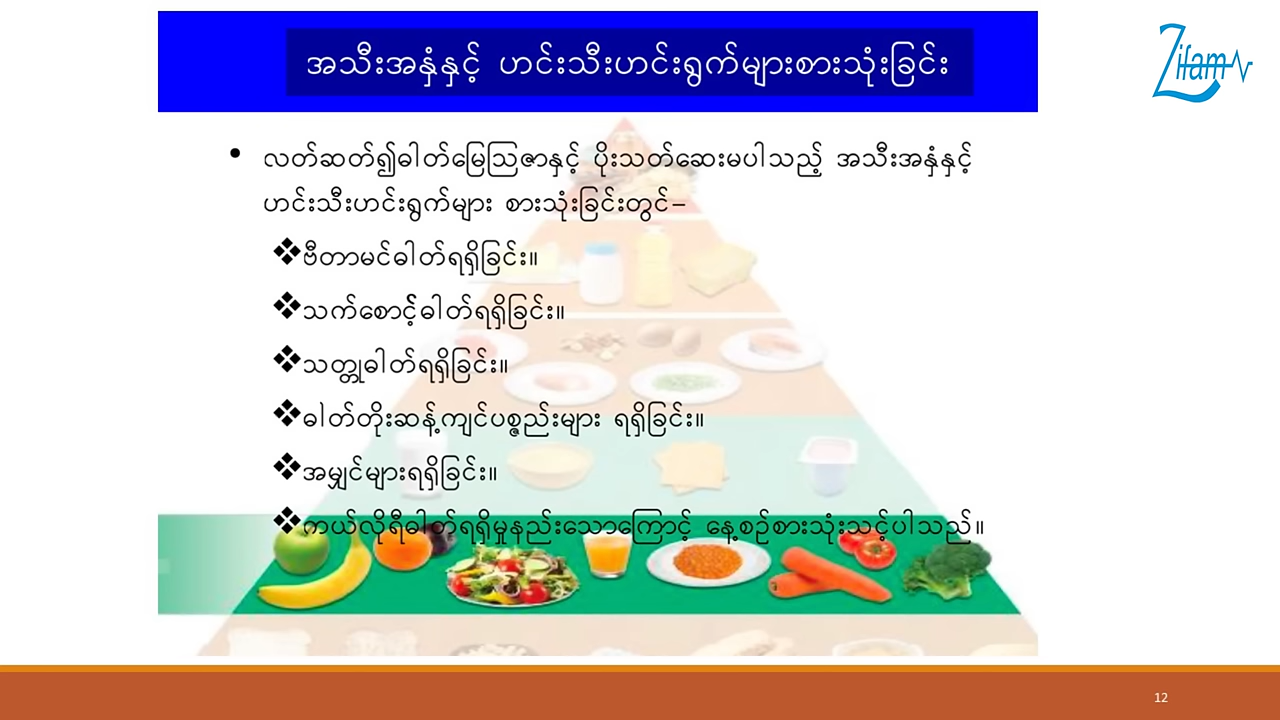 အသီးအနှံနှင့် ဟင်းသီးဟင်းရွက်များစားသုံးခြင်း
Zifam
• လတ်ဆတ်၍ဓါတ်မြေဩဇာနှင့် ပိုးသတ်ဆေးမပါသည့် အသီးအနှံနှင့်
ဟင်းသီးဟင်းရွက်များ စားသုံးခြင်းတွင်–
❖ဗီတာမင်ဓါတ်ရရှိခြင်း။
❖သက်စောင့်ဓါတ်ရရှိခြင်း။
❖သတ္တုဓါတ်ရရှိခြင်း။
❖ဓါတ်တိုးဆန့်ကျင်ပစ္စည်းများ ရရှိခြင်း။
❖အမျှင်များရရှိခြင်း။
❖ကယ်လိုရီဓါတ်ရရှိမှုနည်းသောကြောင့် နေ့စဉ်စားသုံးသင့်ပါသည်။
12